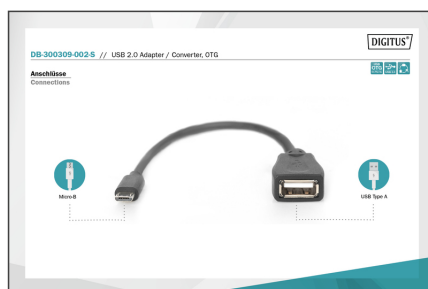 DIGITUS®
DB-300309-002-S // USB 2.0 Adapter / Converter, OTG
Anschlüsse
Connections
Micro-B
USB Type A